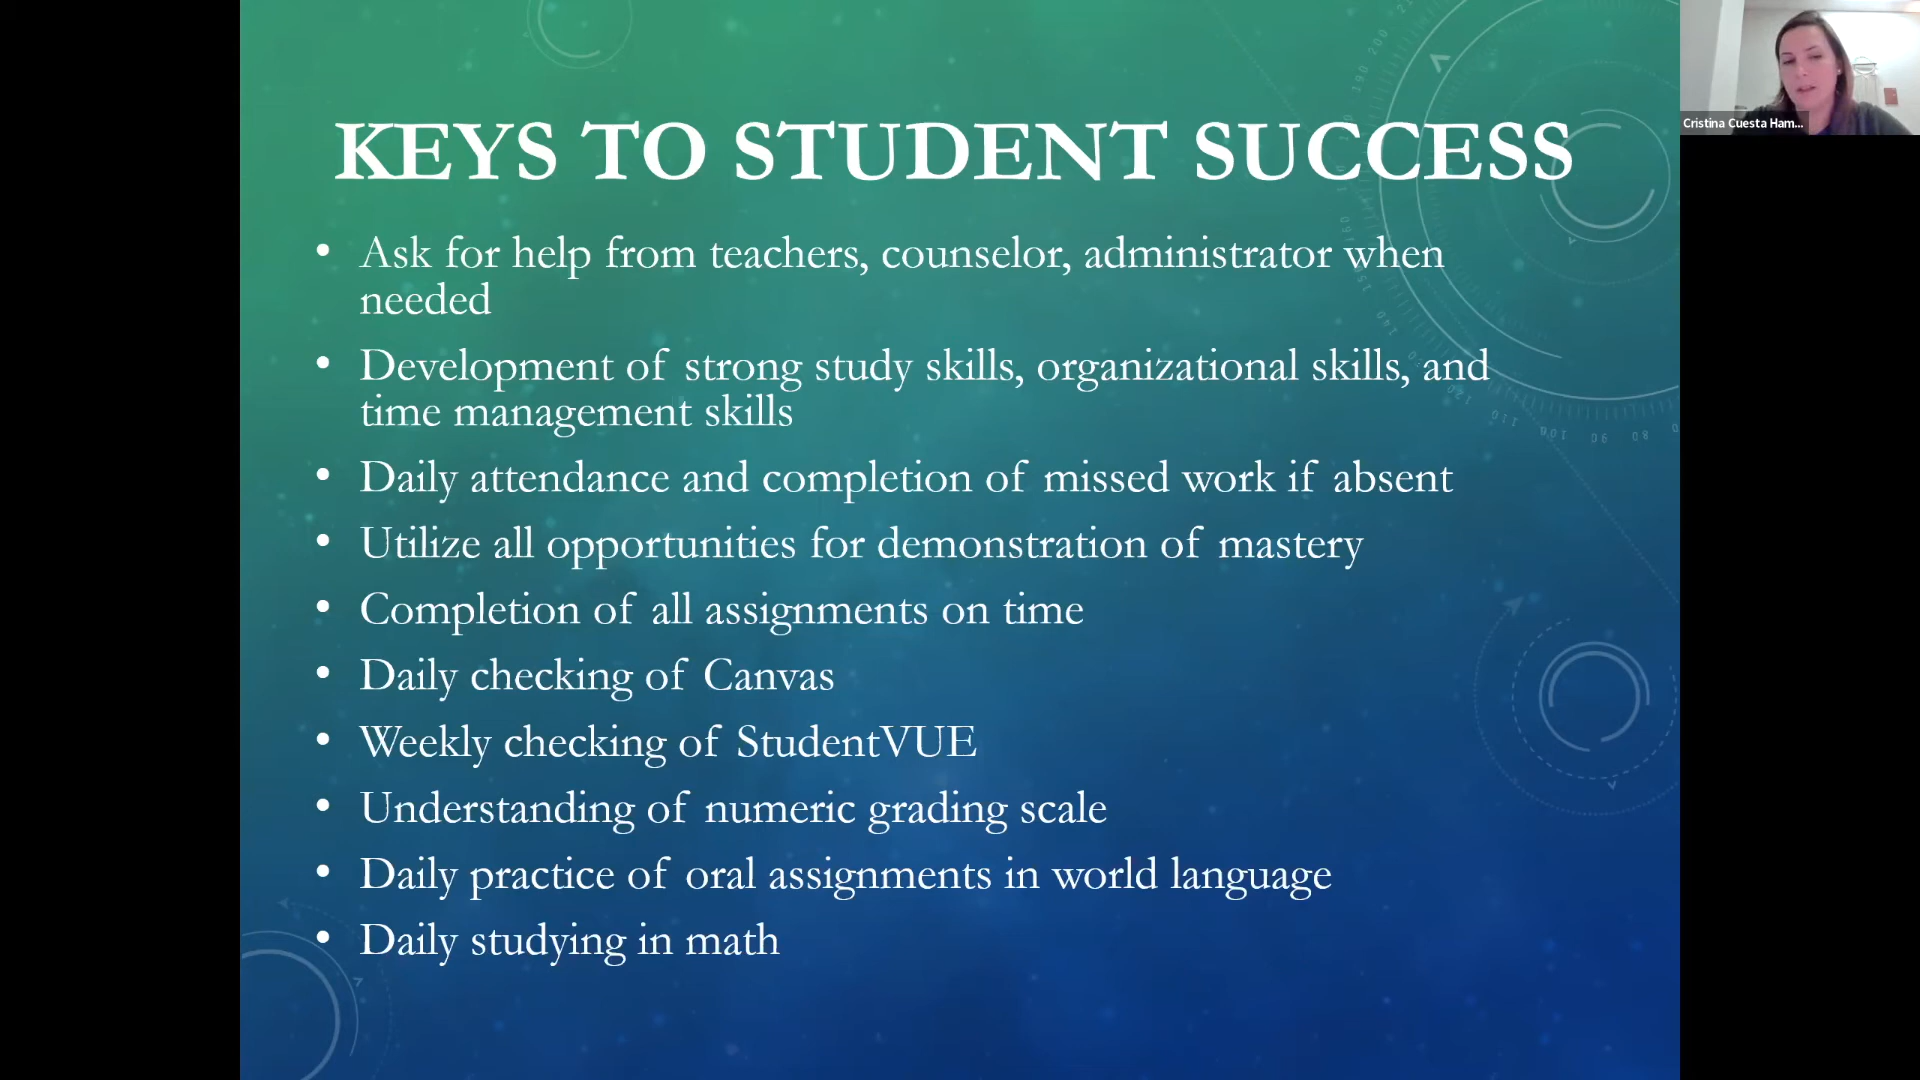 KEYS TO STUDENT SUCCESS
• Ask for help from teachers, counselor, administrator when
needed
• Development of strong study skills, organizational skills, and
time management skills
• Daily attendance and completion of missed work if absent
• Utilize all opportunities for demonstration of mastery
• Completion of all assignments on time
• Daily checking of Canvas
• Weekly checking of StudentVUE
• Understanding of numeric grading scale
• Daily practice of oral assignments in world language
• Daily studying in math
Cristina Cuesta Ham...